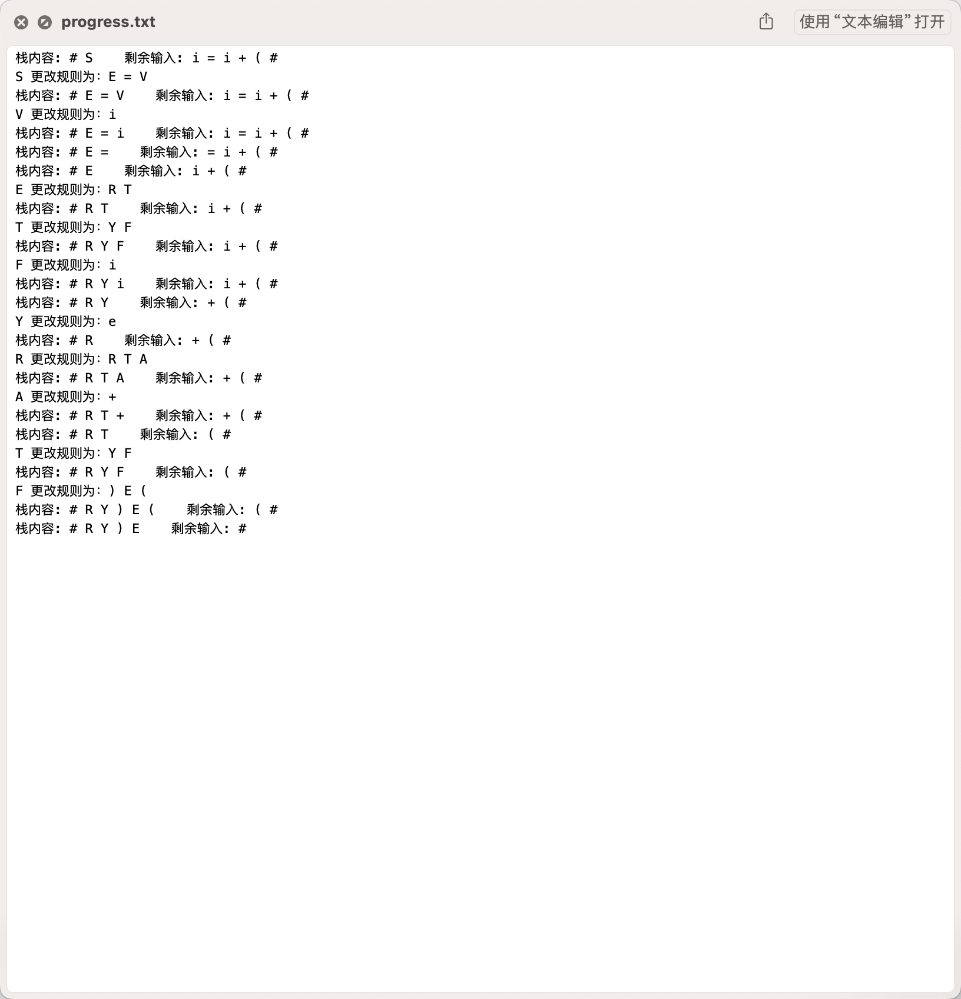 progress.txt
使用“文本编辑”打开
栈内容: # S    剩余输入: i = i + ( #
S 更改规则为: E = V
栈内容: # E = V    剩余输入: i = i + ( #
V 更改规则为: i
栈内容: # E = i    剩余输入: i = i + ( #
栈内容: # E =    剩余输入: = i + ( #
栈内容: # E    剩余输入: i + ( #
E 更改规则为: R T
栈内容: # R T    剩余输入: i + ( #
T 更改规则为: Y F
栈内容: # R Y F    剩余输入: i + ( #
F 更改规则为: i
栈内容: # R Y i    剩余输入: i + ( #
栈内容: # R Y    剩余输入: + ( #
Y 更改规则为: e
栈内容: # R    剩余输入: + ( #
R 更改规则为: R T A
栈内容: # R T A    剩余输入: + ( #
A 更改规则为: +
栈内容: # R T +    剩余输入: + ( #
栈内容: # R T    剩余输入: ( #
T 更改规则为: Y F
栈内容: # R Y F    剩余输入: ( #
F 更改规则为: ) E (
栈内容: # R Y ) E (    剩余输入: ( #
栈内容: # R Y ) E    剩余输入: #